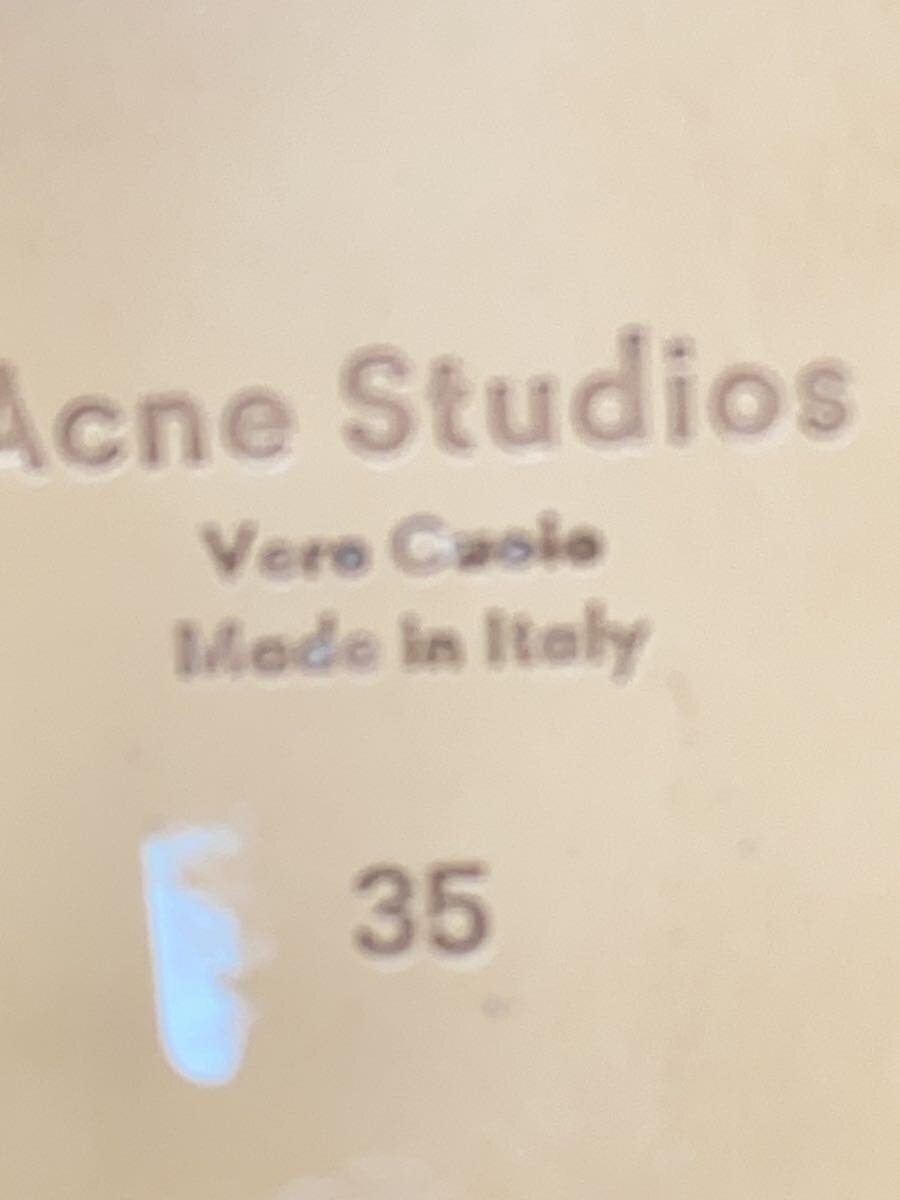 Acne Studios
Vero Cuoio
Made in Italy
35